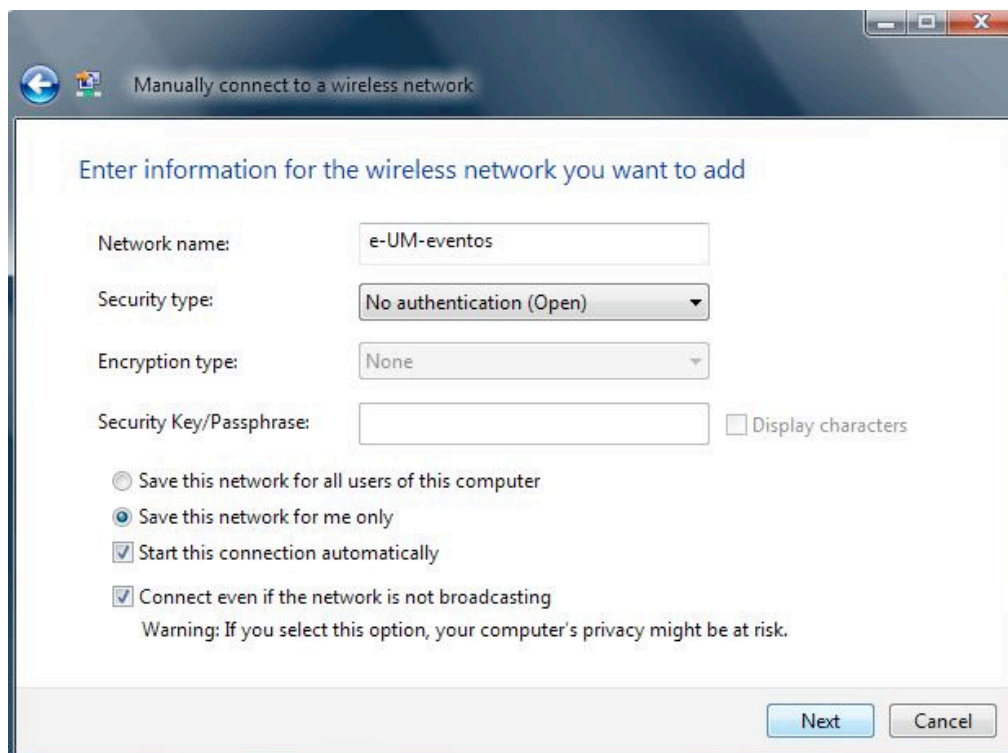 Manually connect to a wireless network
Enter information for the wireless network you want to add
Network name: e-UM-eventos
Security type: No authentication (Open)
Encryption type: None
Security Key/Passphrase: Display characters
Save this network for all users of this computer
Save this network for me only
Start this connection automatically
Connect even if the network is not broadcasting
Warning: If you select this option, your computer's privacy might be at risk.
Next Cancel